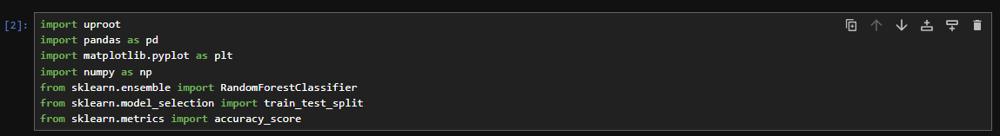 [2]:
import uproot
import pandas as pd
import matplotlib.pyplot as plt
import numpy as np
from sklearn.ensemble import RandomForestClassifier
from sklearn.model_selection import train_test_split
from sklearn.metrics import accuracy_score